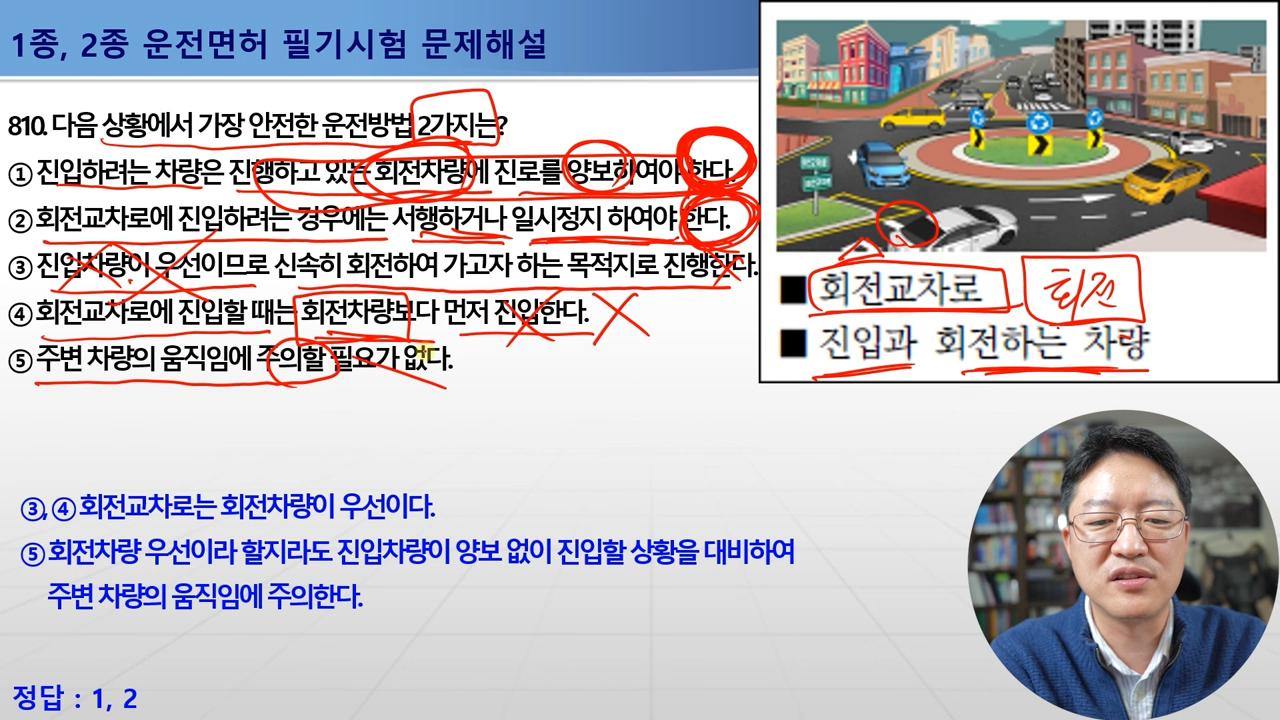 1종, 2종 운전면허 필기시험 문제해설
810. 다음 상황에서 가장 안전한 운전방법 2가지는?
① 진입하려는 차량은 진행하고 있는 회전차량에 진로를 양보하여야 한다.
② 회전교차로에 진입하려는 경우에는 서행하거나 일시정지 하여야 한다.
③ 진입차량이 우선이므로 신속히 회전하여 가고자 하는 목적지로 진행한다.
④ 회전교차로에 진입할 때는 회전차량보다 먼저 진입한다.
⑤ 주변 차량의 움직임에 주의할 필요가 없다.
■ 회전교차로
회전
■ 진입과 회전하는 차량
③, ④ 회전교차로는 회전차량이 우선이다.
⑤ 회전차량 우선이라 할지라도 진입차량이 양보 없이 진입할 상황을 대비하여
주변 차량의 움직임에 주의한다.
정답 : 1, 2